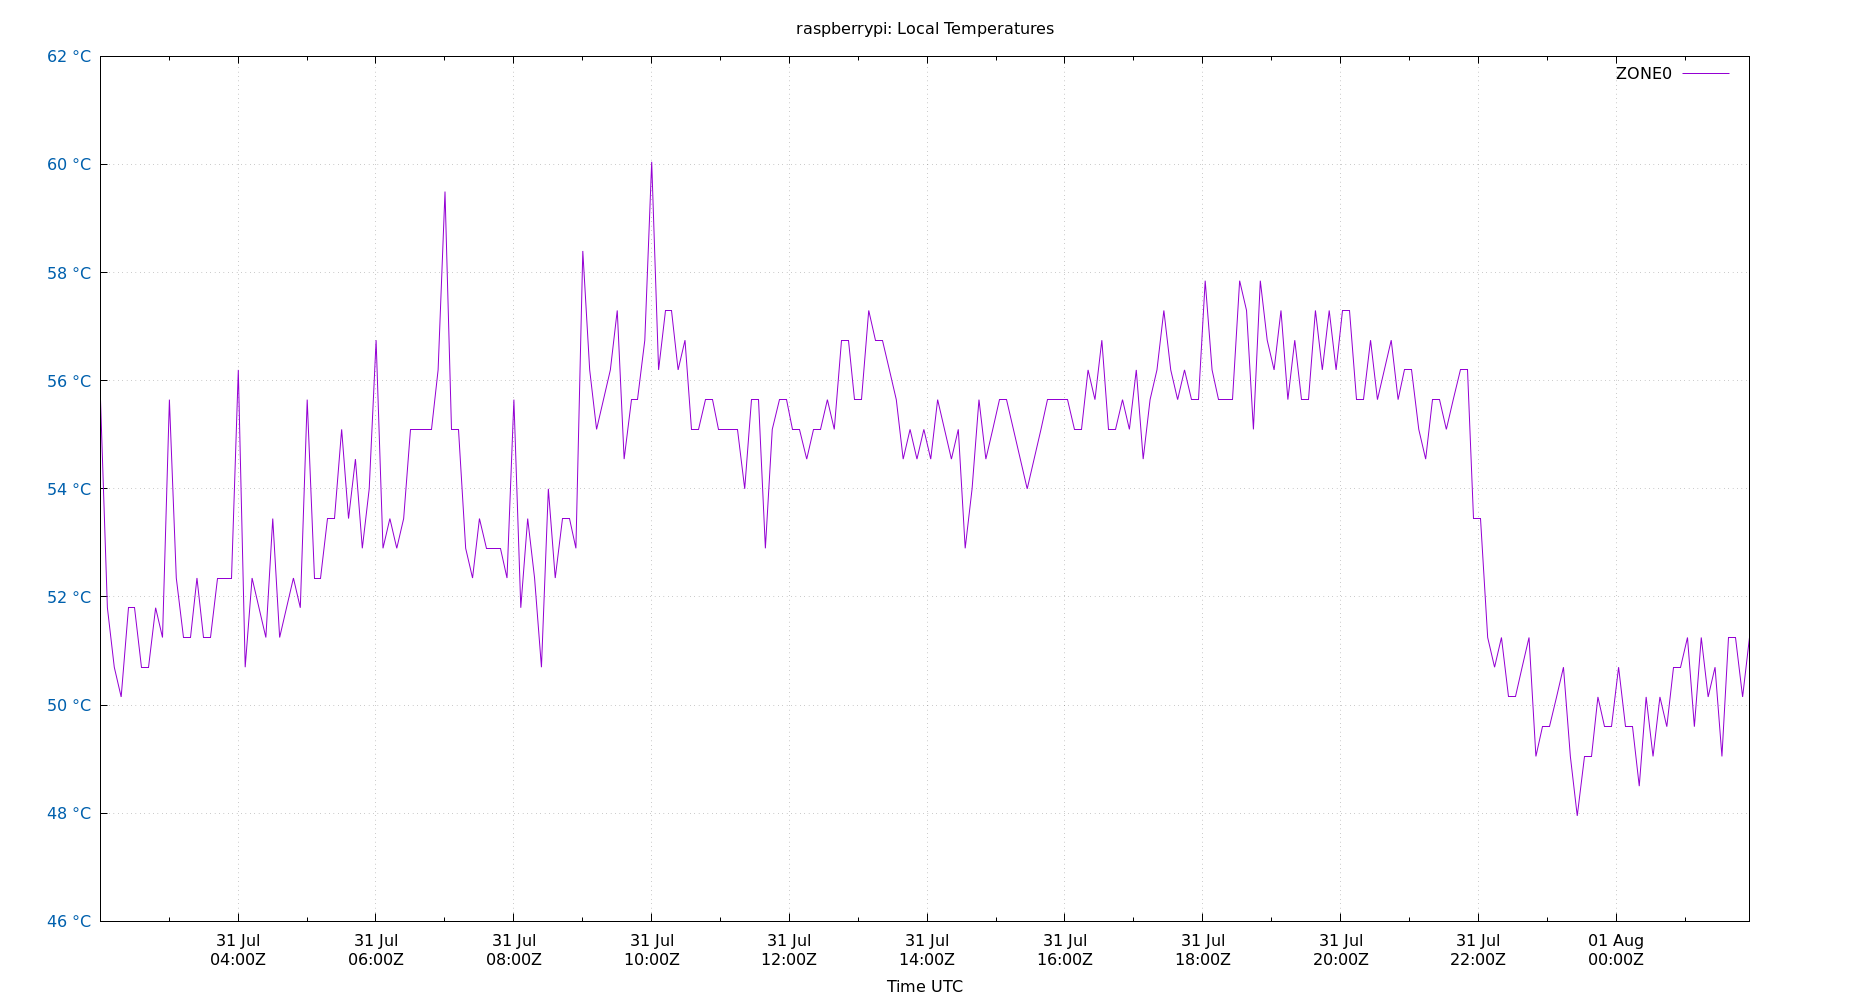 raspberrypi: Local Temperatures
62 °C
ZONE0
60 °C
58 °C
56 °C
54 °C
52 °C
50 °C
48 °C
46 °C
31 Jul 31 Jul 31 Jul 31 Jul 31 Jul 31 Jul 31 Jul 31 Jul 31 Jul 31 Jul 01 Aug
04:00Z 06:00Z 08:00Z 10:00Z 12:00Z 14:00Z 16:00Z 18:00Z 20:00Z 22:00Z 00:00Z
Time UTC